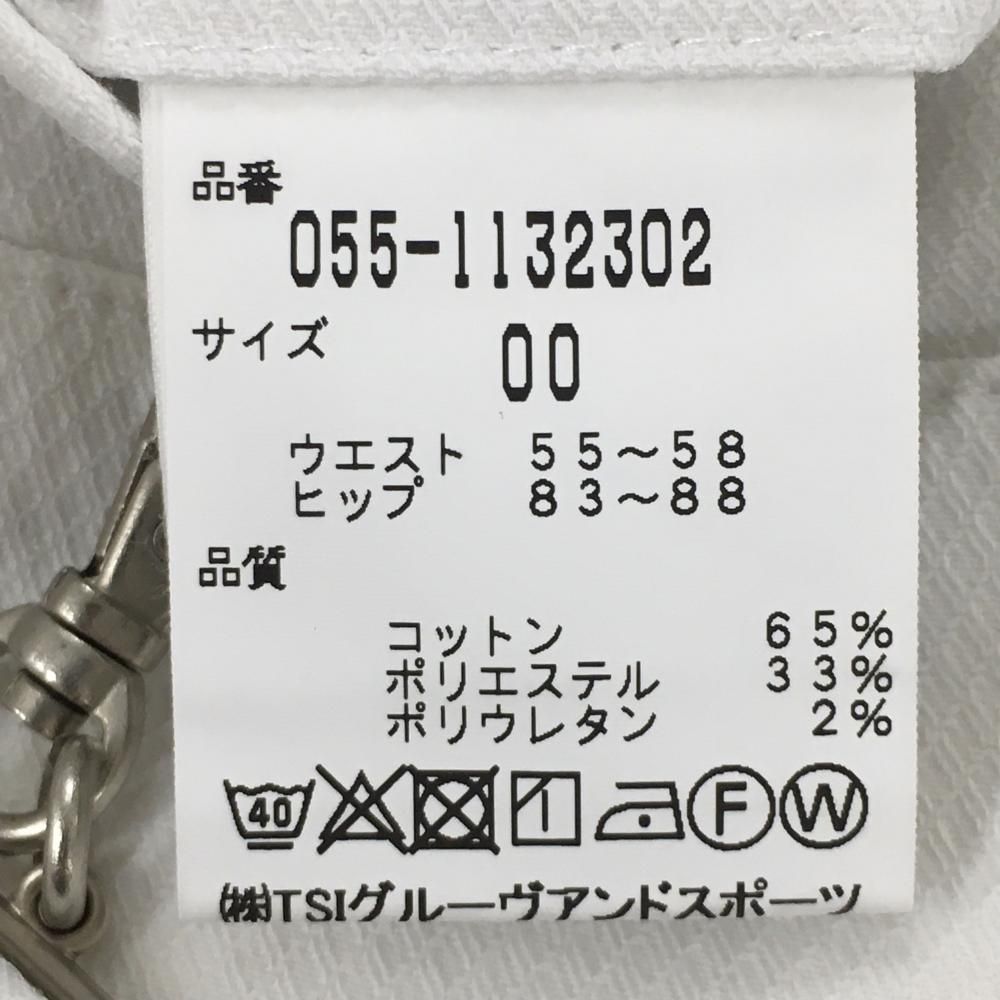 品番
055-1132302
サイズ 00
ウエスト 55～58
ヒップ 83～88
品質
コットン 65%
ポリエステル 33%
ポリウレタン 2%
40 F W
㈱TSIグルーヴアンドスポーツ